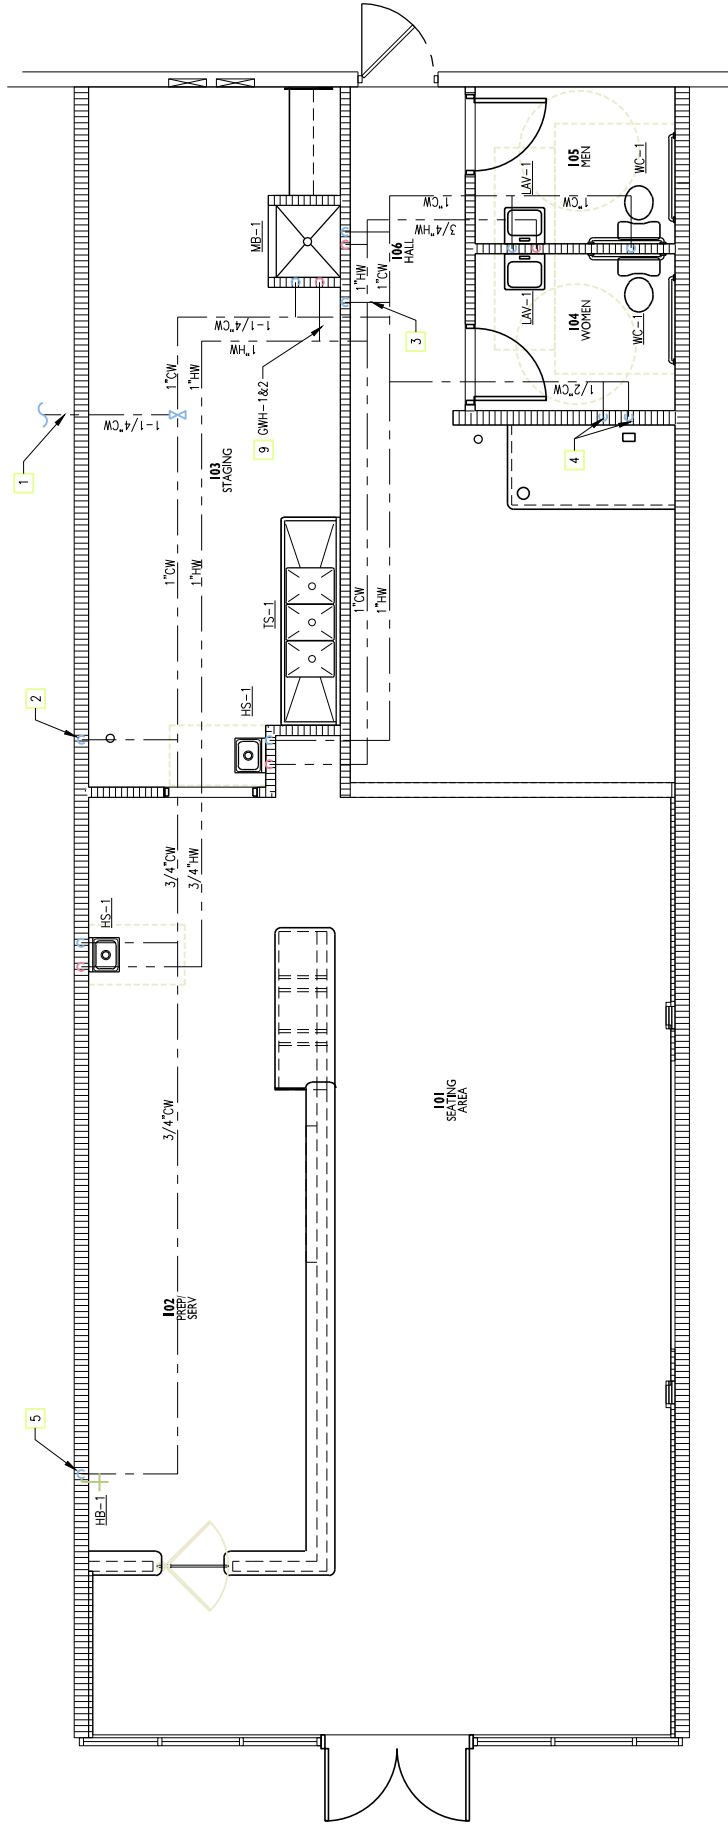 105
MEN
WC-1
LAV-1
1"CW
1"CW
3/4"HW
106
HALL
MB-1
1"HW
1"CW
1-1/4"CW
1"HW
3
LAV-1
104
WOMEN
WC-1
1"CW
1"HW
GWH-1&2
9
1/2"CW
1
1-1/4"CW
103
STAGING
4
1"CW
1"HW
TS-1
1"CW
1"HW
2
HS-1
3/4"CW
3/4"HW
HS-1
101
SEATING
AREA
3/4"CW
102
PREP/
SERV
5
HB-1